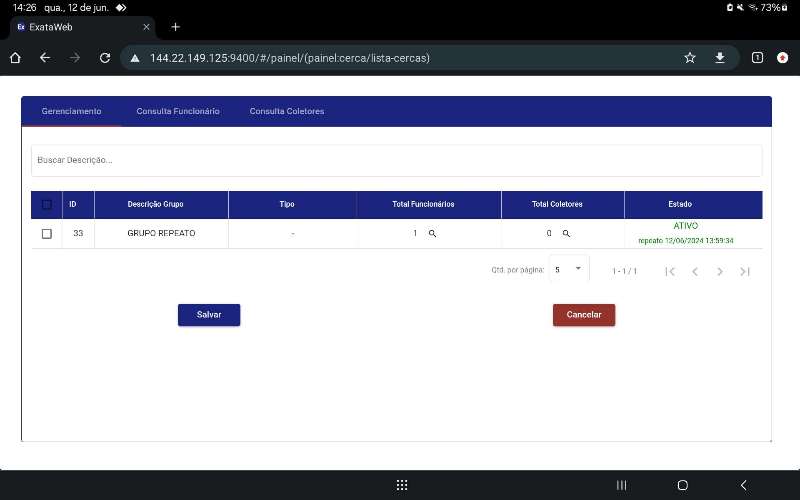 14:26 qua., 12 de jun. 73%
Ex ExataWeb
144.22.149.125:9400/#/painel/(painel:cerca/lista-cercas) 1
Gerenciamento Consulta Funcionário Consulta Coletores
Buscar Descrição...
ID Descrição Grupo Tipo Total Funcionários Total Coletores Estado
33 GRUPO REPEATO - 1 0 ATIVO
repeato 12/06/2024 13:59:34
Qtd. por página: 5 1 - 1 / 1
Salvar Cancelar